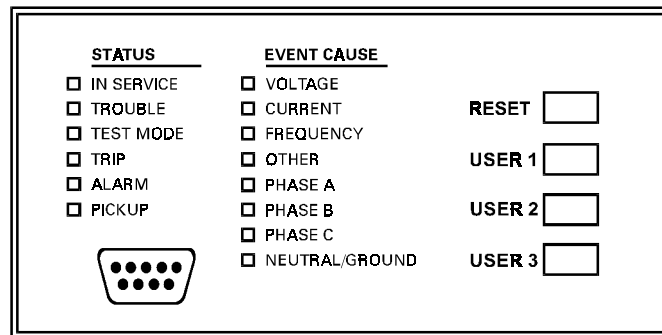 STATUS
IN SERVICE
TROUBLE
TEST MODE
TRIP
ALARM
PICKUP
EVENT CAUSE
VOLTAGE
CURRENT
FREQUENCY
OTHER
PHASE A
PHASE B
PHASE C
NEUTRAL/GROUND
RESET
USER 1
USER 2
USER 3